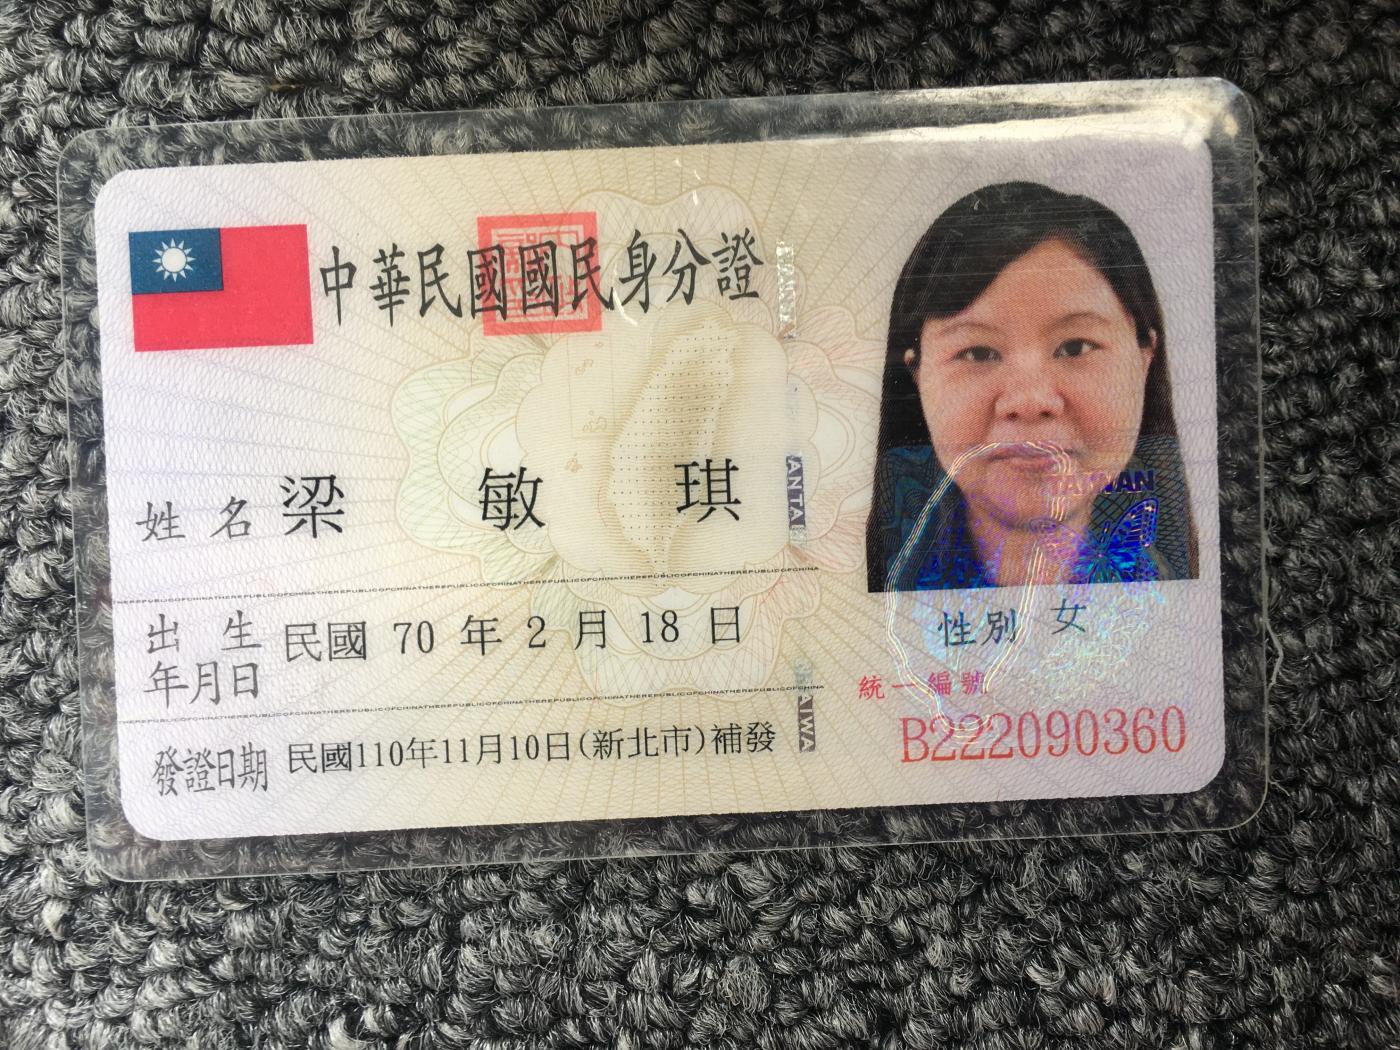 中華民國國民身分證
姓名 梁敏琪
出生年月日 民國 70 年 2 月 18 日
發證日期 民國110年11月10日(新北市)補發
TAIWAN
性別 女
統一編號
B222090360